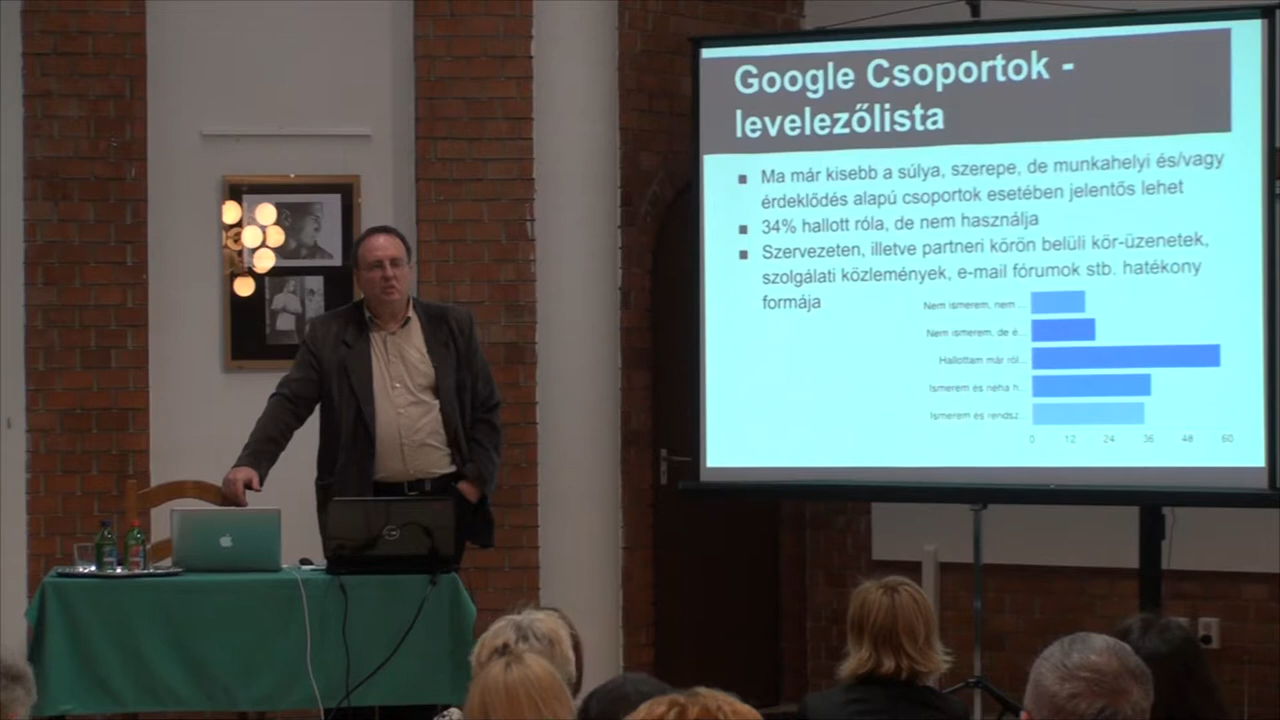 Google Csoportok -
levelezőlista
■ Ma már kisebb a súlya, szerepe, de munkahelyi és/vagy
érdeklődés alapú csoportok esetében jelentős lehet
■ 34% hallott róla, de nem használja
■ Szervezeten, illetve partneri körön belüli kör-üzenetek,
szolgálati közlemények, e-mail fórumok stb. hatékony
formája
Nem ismerem, nem ...
Nem ismerem, de é...
Hallottam már ról...
Ismerem és néha h...
Ismerem és rendsz...
0 12 24 36 48 60